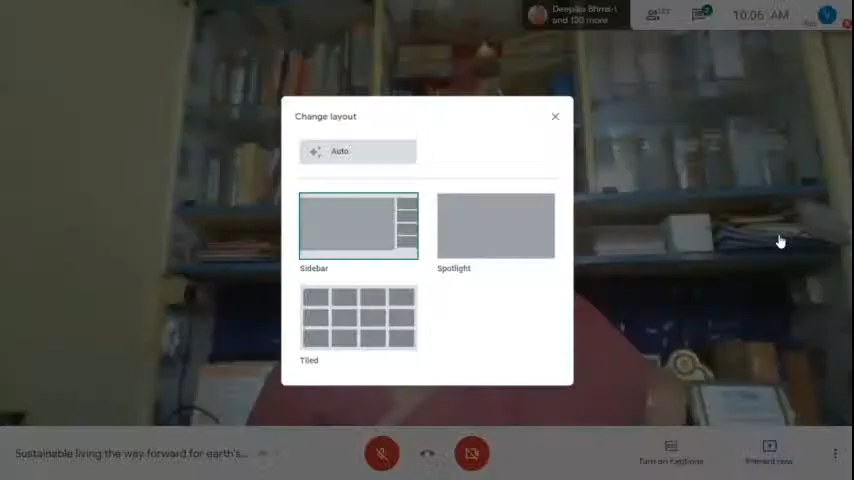 Deepika Bhrna-t
and 130 more
10:06 AM
Change layout
Auto
Sidebar
Spotlight
Tiled
Sustainable living the way forward for earth's...
Turn on captions
Present now